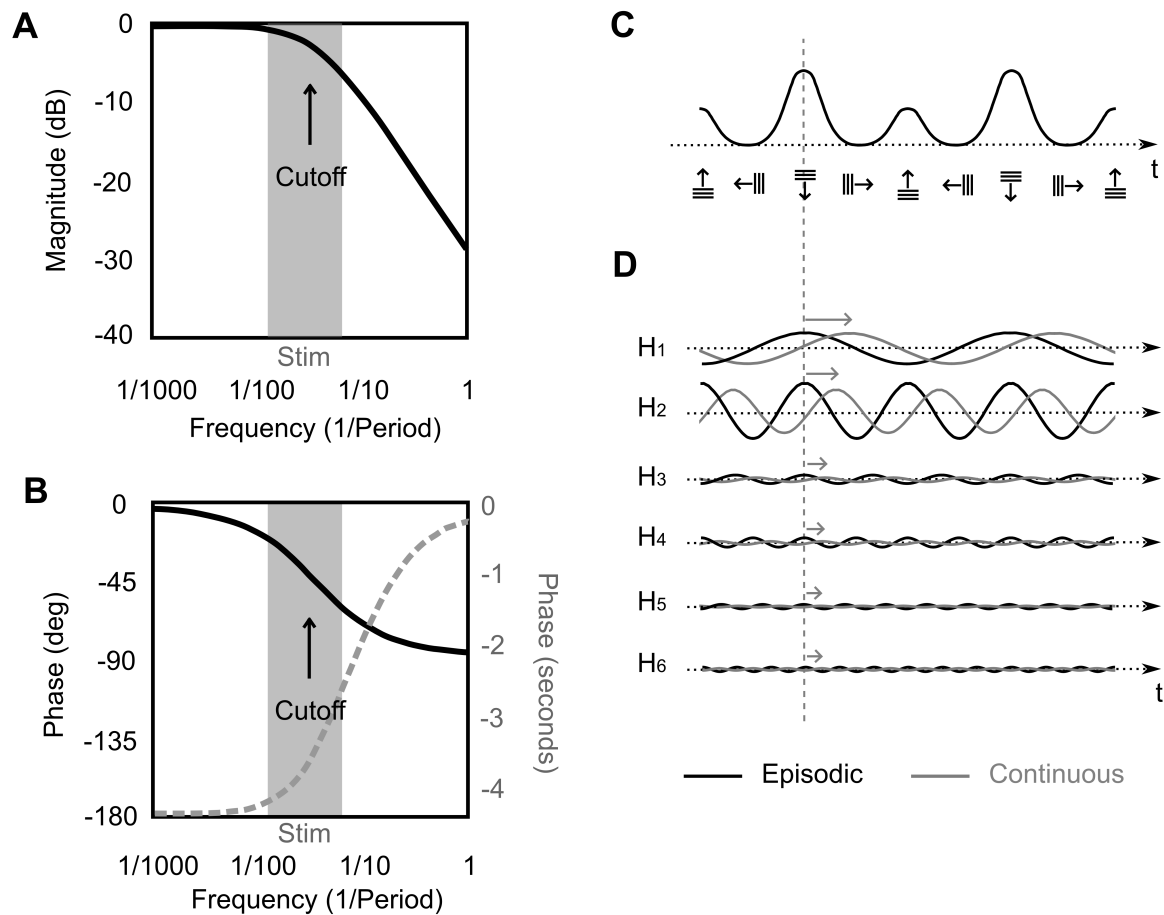 A
Magnitude (dB)
0
-10
-20
-30
-40
Cutoff
Stim
1/1000 1/100 1/10 1
Frequency (1/Period)
B
Phase (deg)
0
-45
-90
-135
-180
Cutoff
0
-1
-2
-3
-4
Phase (seconds)
Stim
1/1000 1/100 1/10 1
Frequency (1/Period)
C
t
D
H1
H2
H3
H4
H5
H6
t
Episodic
Continuous